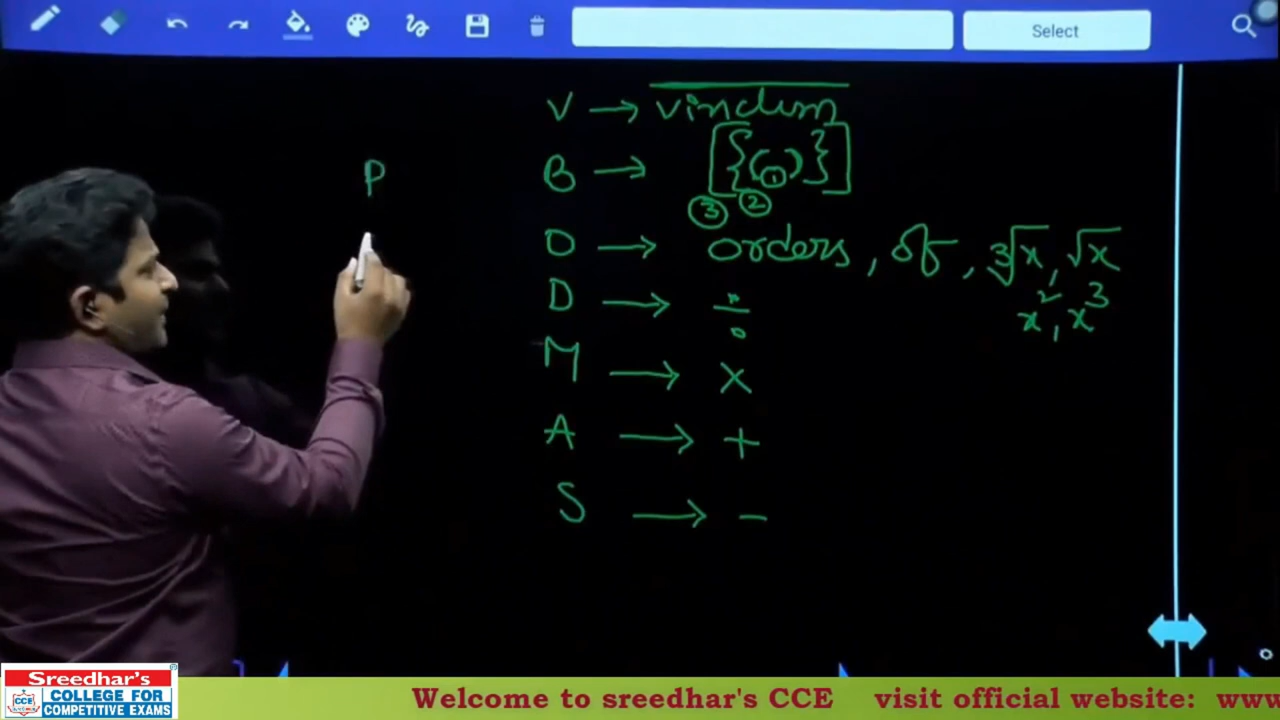 Select
V → vinclum
B → [{(①)}]
③ ②
P
O → orders, of, ∛x, √x
x², x³
D → ÷
M → ×
A → +
S → −
Sreedhar's
CCE
COLLEGE FOR
COMPETITIVE EXAMS
Welcome to sreedhar's CCE visit official website: www